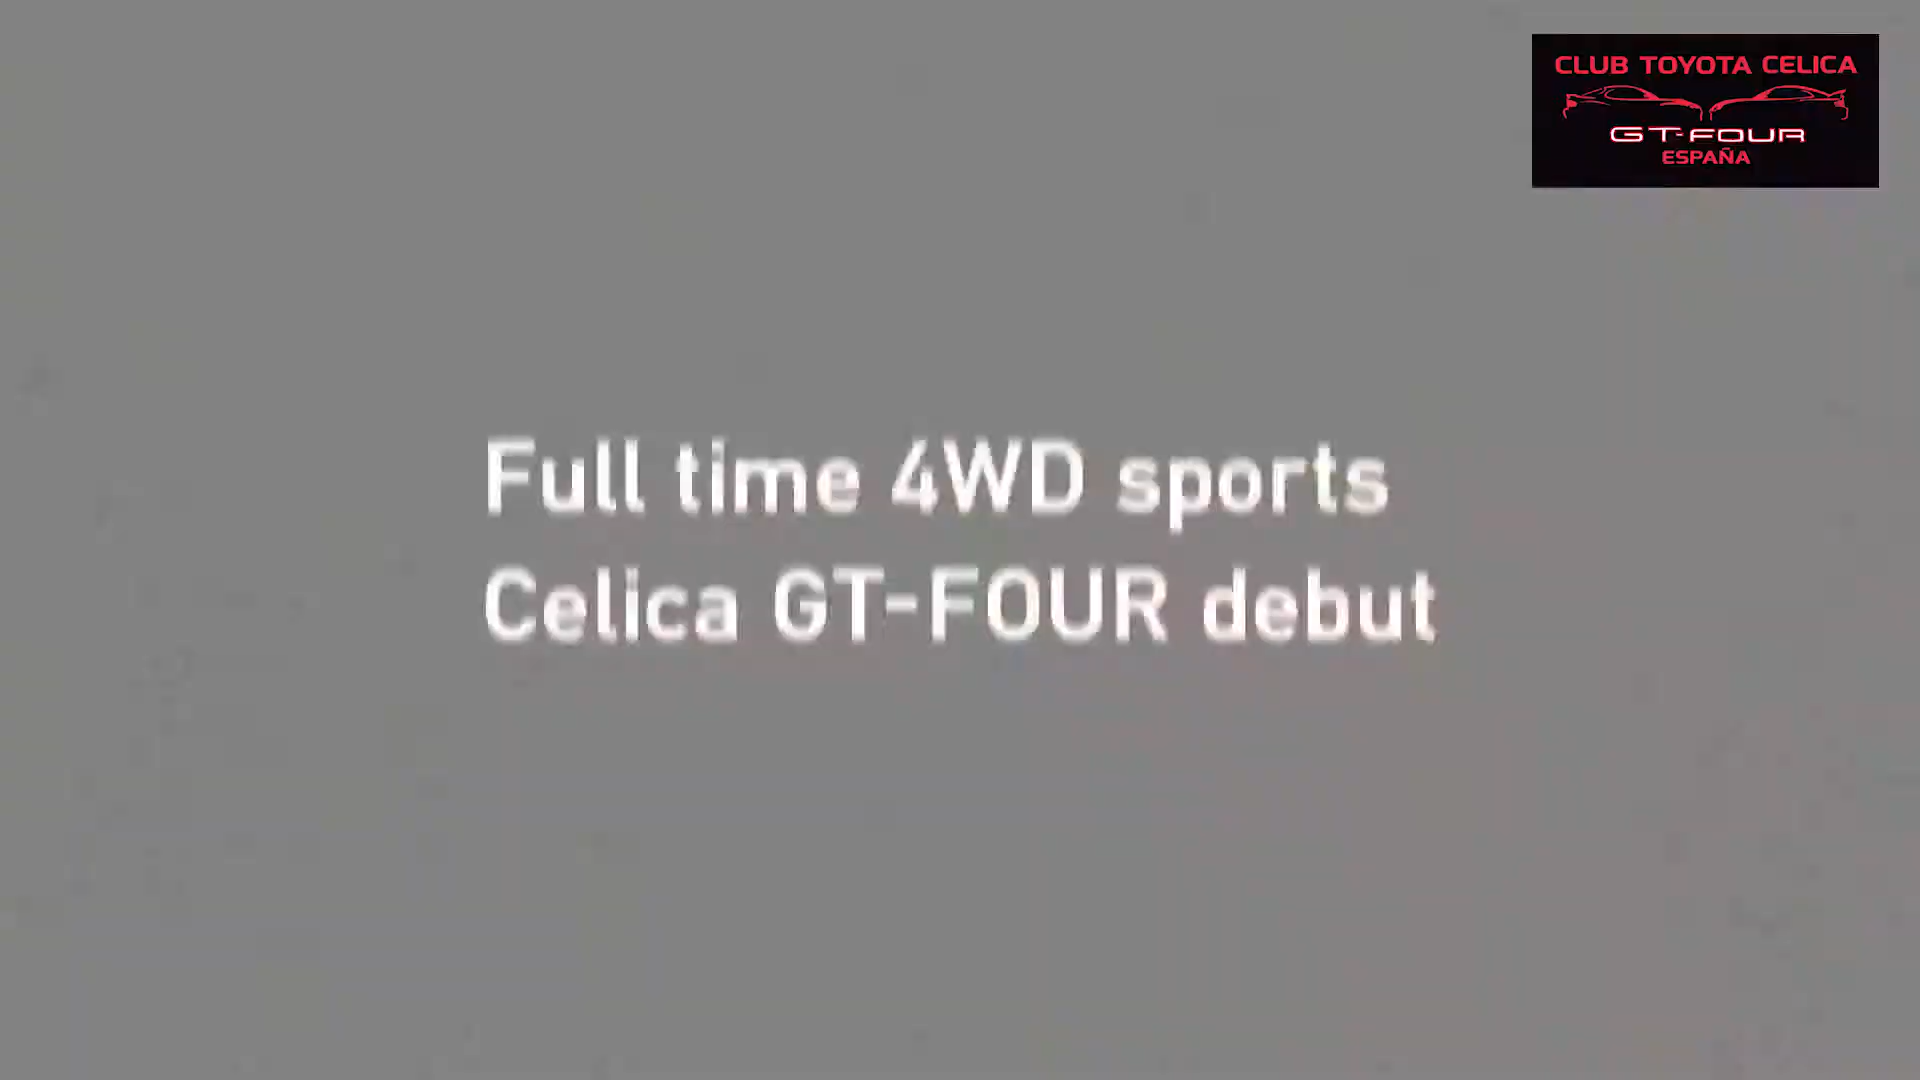 CLUB TOYOTA CELICA
GT-FOUR
ESPAÑA
Full time 4WD sports
Celica GT-FOUR debut